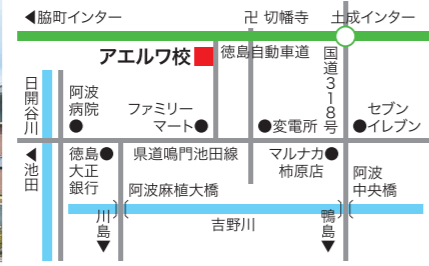 ◀脇町インター
卍 切幡寺
土成インター
アエルワ校
徳島自動車道
国道318号
日開谷川
阿波
病院
ファミリー
マート
変電所
セブン
イレブン
◀池田
徳島
大正
銀行
県道鳴門池田線
マルナカ
柿原店
阿波麻植大橋
阿波
中央橋
川島▼
吉野川
鴨島▼